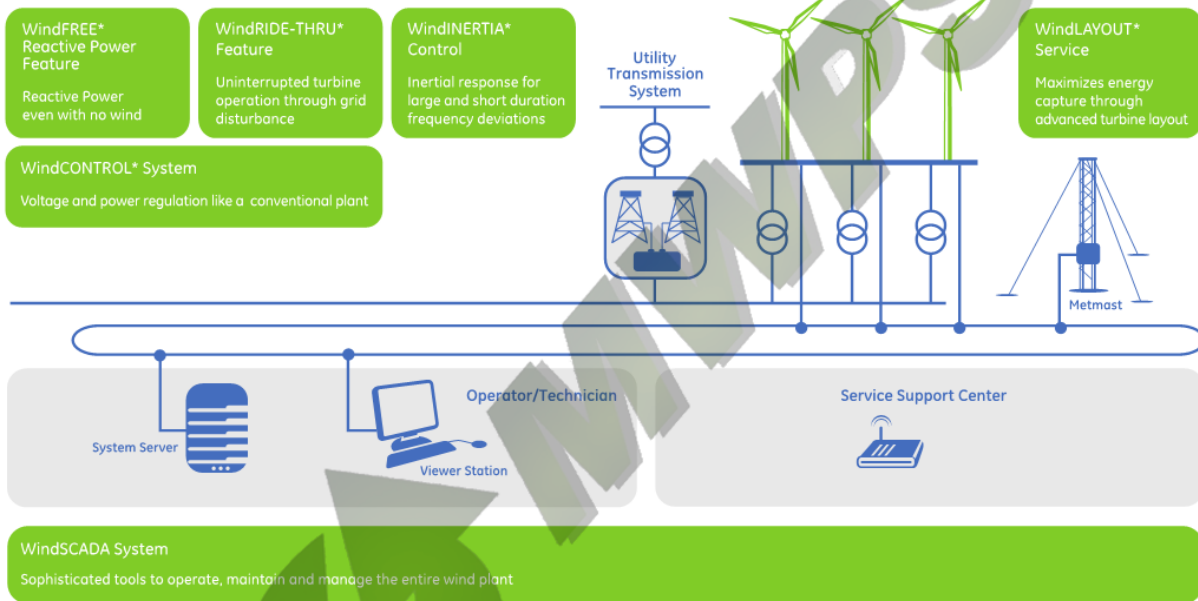 WindFREE*
Reactive Power
Feature
Reactive Power
even with no wind
WindRIDE-THRU*
Feature
Uninterrupted turbine
operation through grid
disturbance
WindINERTIA*
Control
Inertial response for
large and short duration
frequency deviations
Utility
Transmission
System
WindLAYOUT*
Service
Maximizes energy
capture through
advanced turbine layout
WindCONTROL* System
Voltage and power regulation like a conventional plant
Metmast
Operator/Technician
System Server
Viewer Station
Service Support Center
WindSCADA System
Sophisticated tools to operate, maintain and manage the entire wind plant
MWPS